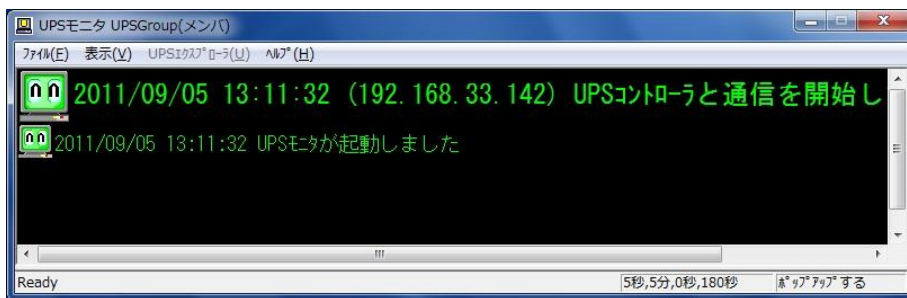 UPSモニタ UPSGroup(メンバ)
ﾌｧｲﾙ(F) 表示(V) UPSｴｸｽﾌﾟﾛｰﾗ(U) ﾍﾙﾌﾟ(H)
2011/09/05 13:11:32 (192.168.33.142) UPSｺﾝﾄﾛｰﾗと通信を開始し
2011/09/05 13:11:32 UPSﾓﾆﾀが起動しました
Ready 5秒,5分,0秒,180秒 ﾎﾟｯﾌﾟｱｯﾌﾟする